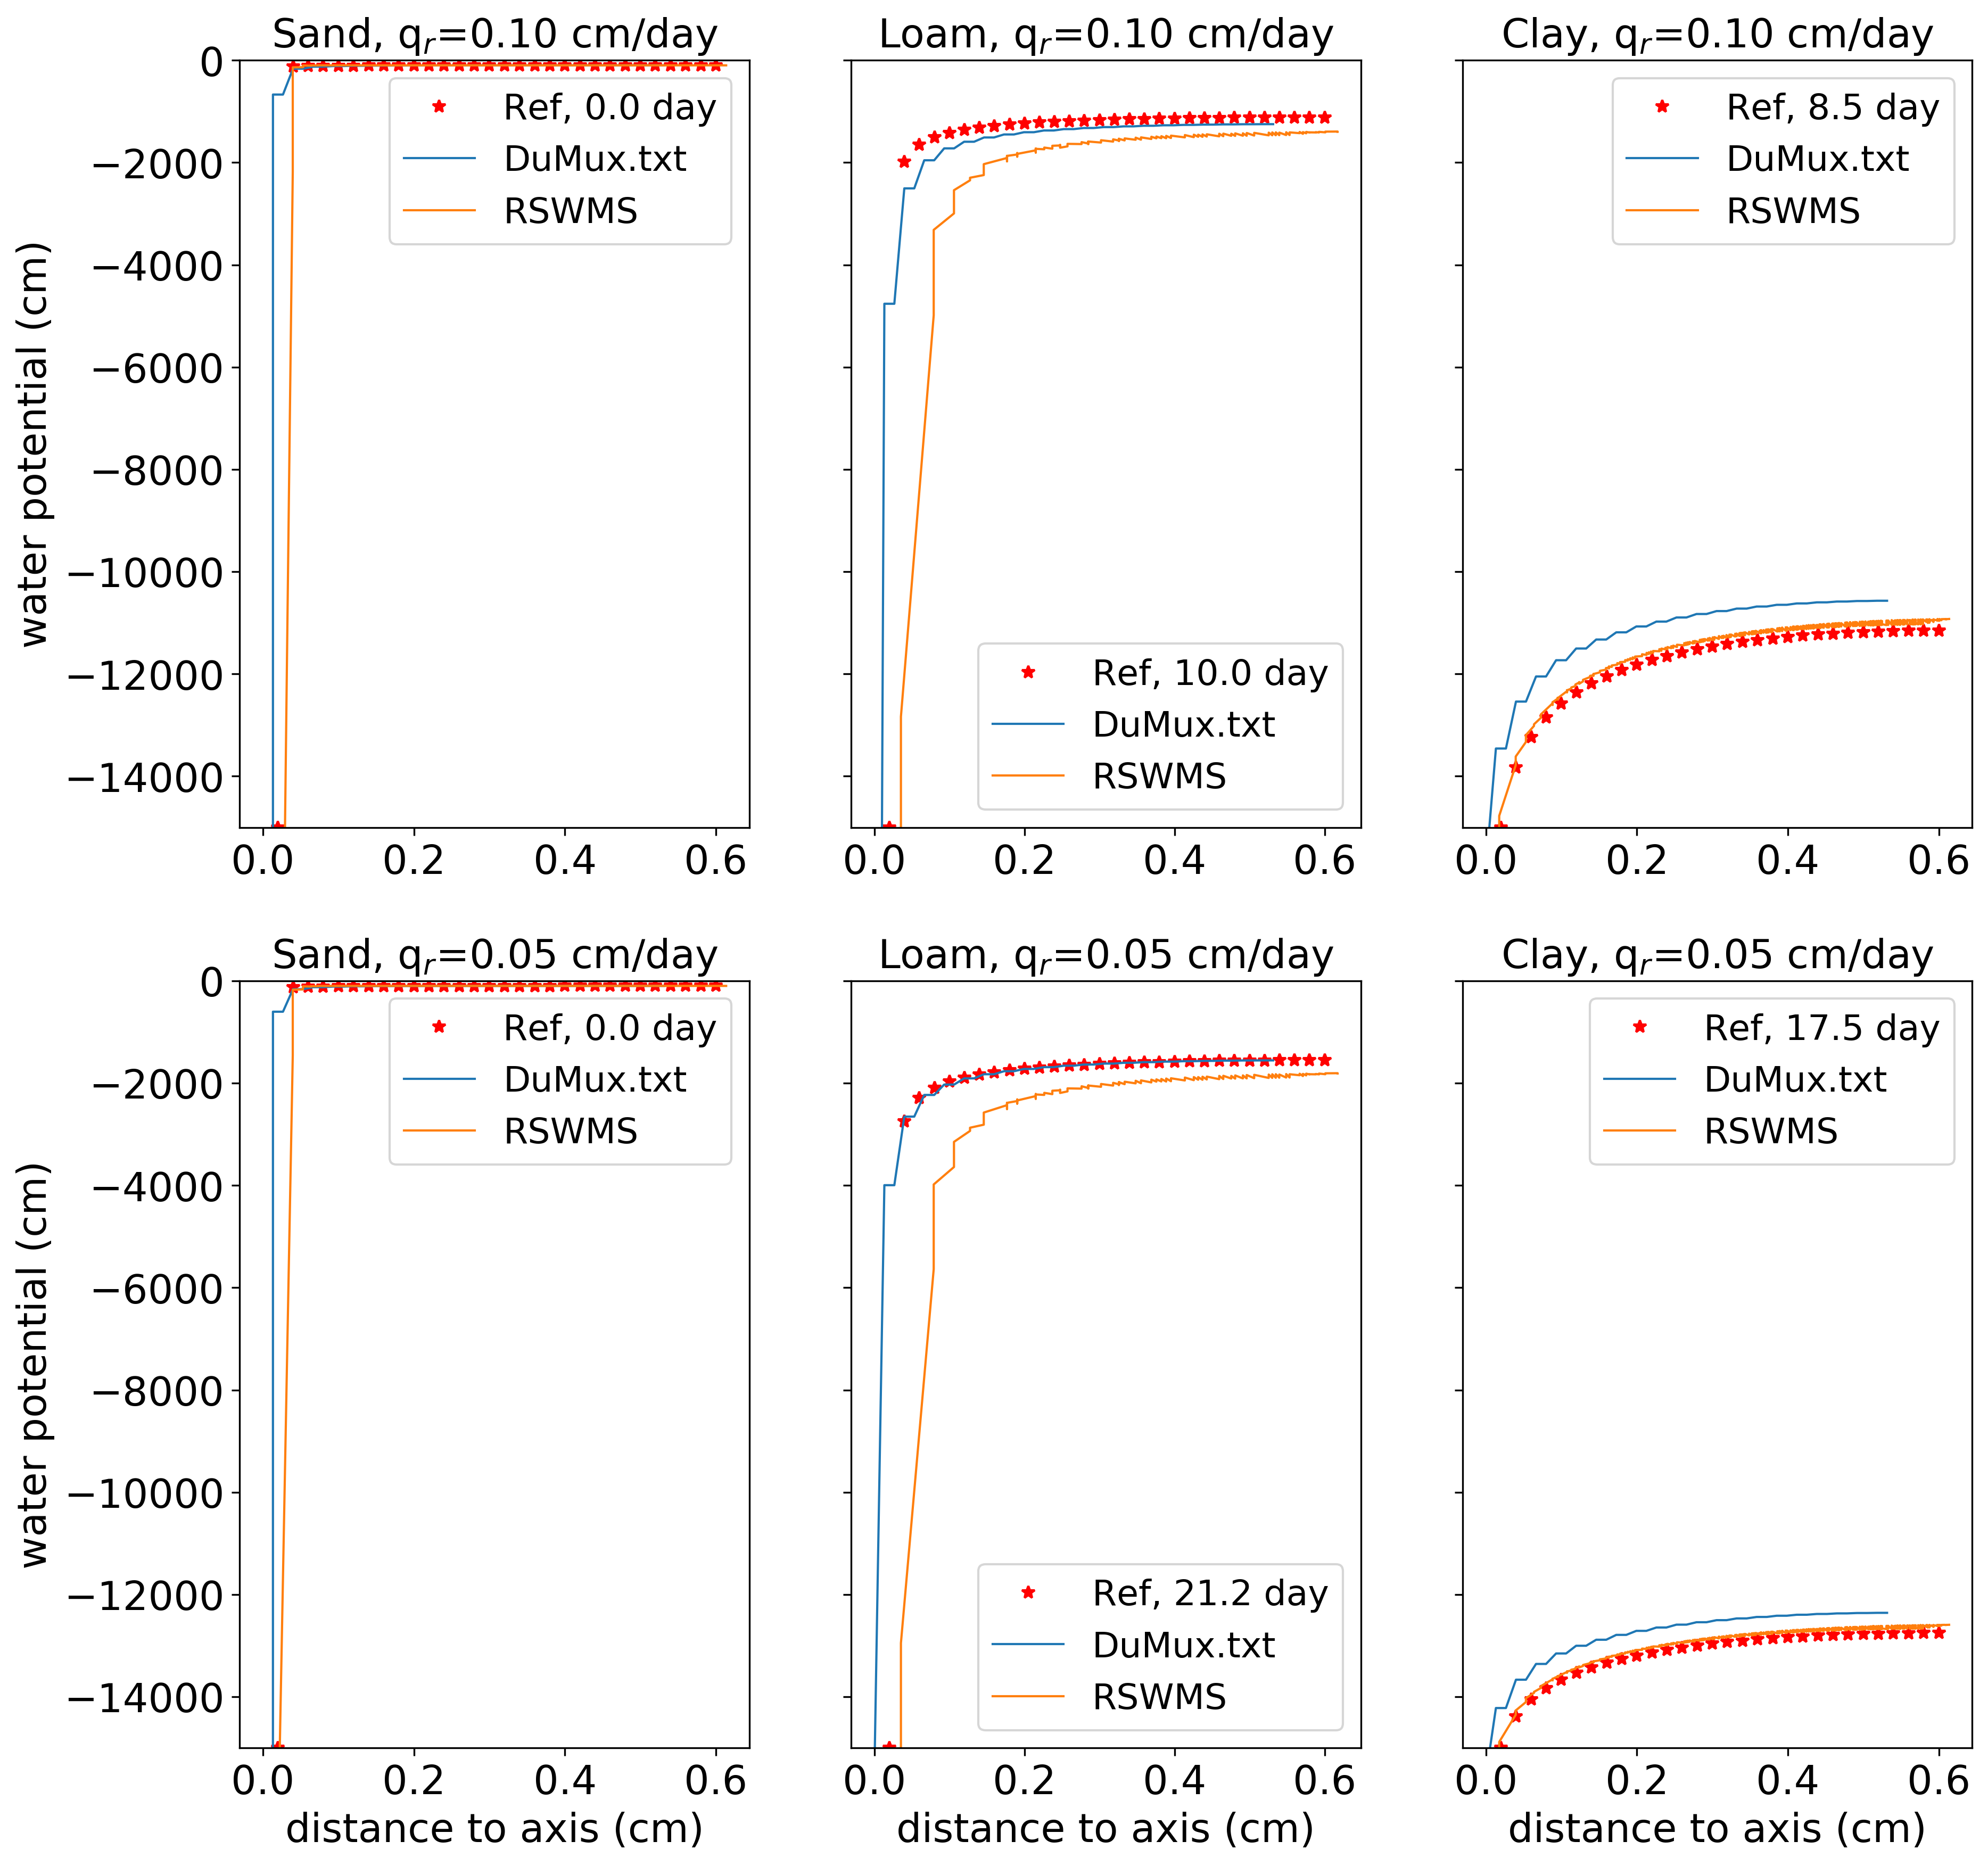 Sand, qᵣ=0.10 cm/day
Loam, qᵣ=0.10 cm/day
Clay, qᵣ=0.10 cm/day
water potential (cm)
0
−2000
−4000
−6000
−8000
−10000
−12000
−14000
Ref, 0.0 day
DuMux.txt
RSWMS
0.0 0.2 0.4 0.6
Ref, 10.0 day
DuMux.txt
RSWMS
0.0 0.2 0.4 0.6
Ref, 8.5 day
DuMux.txt
RSWMS
0.0 0.2 0.4 0.6
Sand, qᵣ=0.05 cm/day
Loam, qᵣ=0.05 cm/day
Clay, qᵣ=0.05 cm/day
water potential (cm)
0
−2000
−4000
−6000
−8000
−10000
−12000
−14000
Ref, 0.0 day
DuMux.txt
RSWMS
0.0 0.2 0.4 0.6
distance to axis (cm)
Ref, 21.2 day
DuMux.txt
RSWMS
0.0 0.2 0.4 0.6
distance to axis (cm)
Ref, 17.5 day
DuMux.txt
RSWMS
0.0 0.2 0.4 0.6
distance to axis (cm)